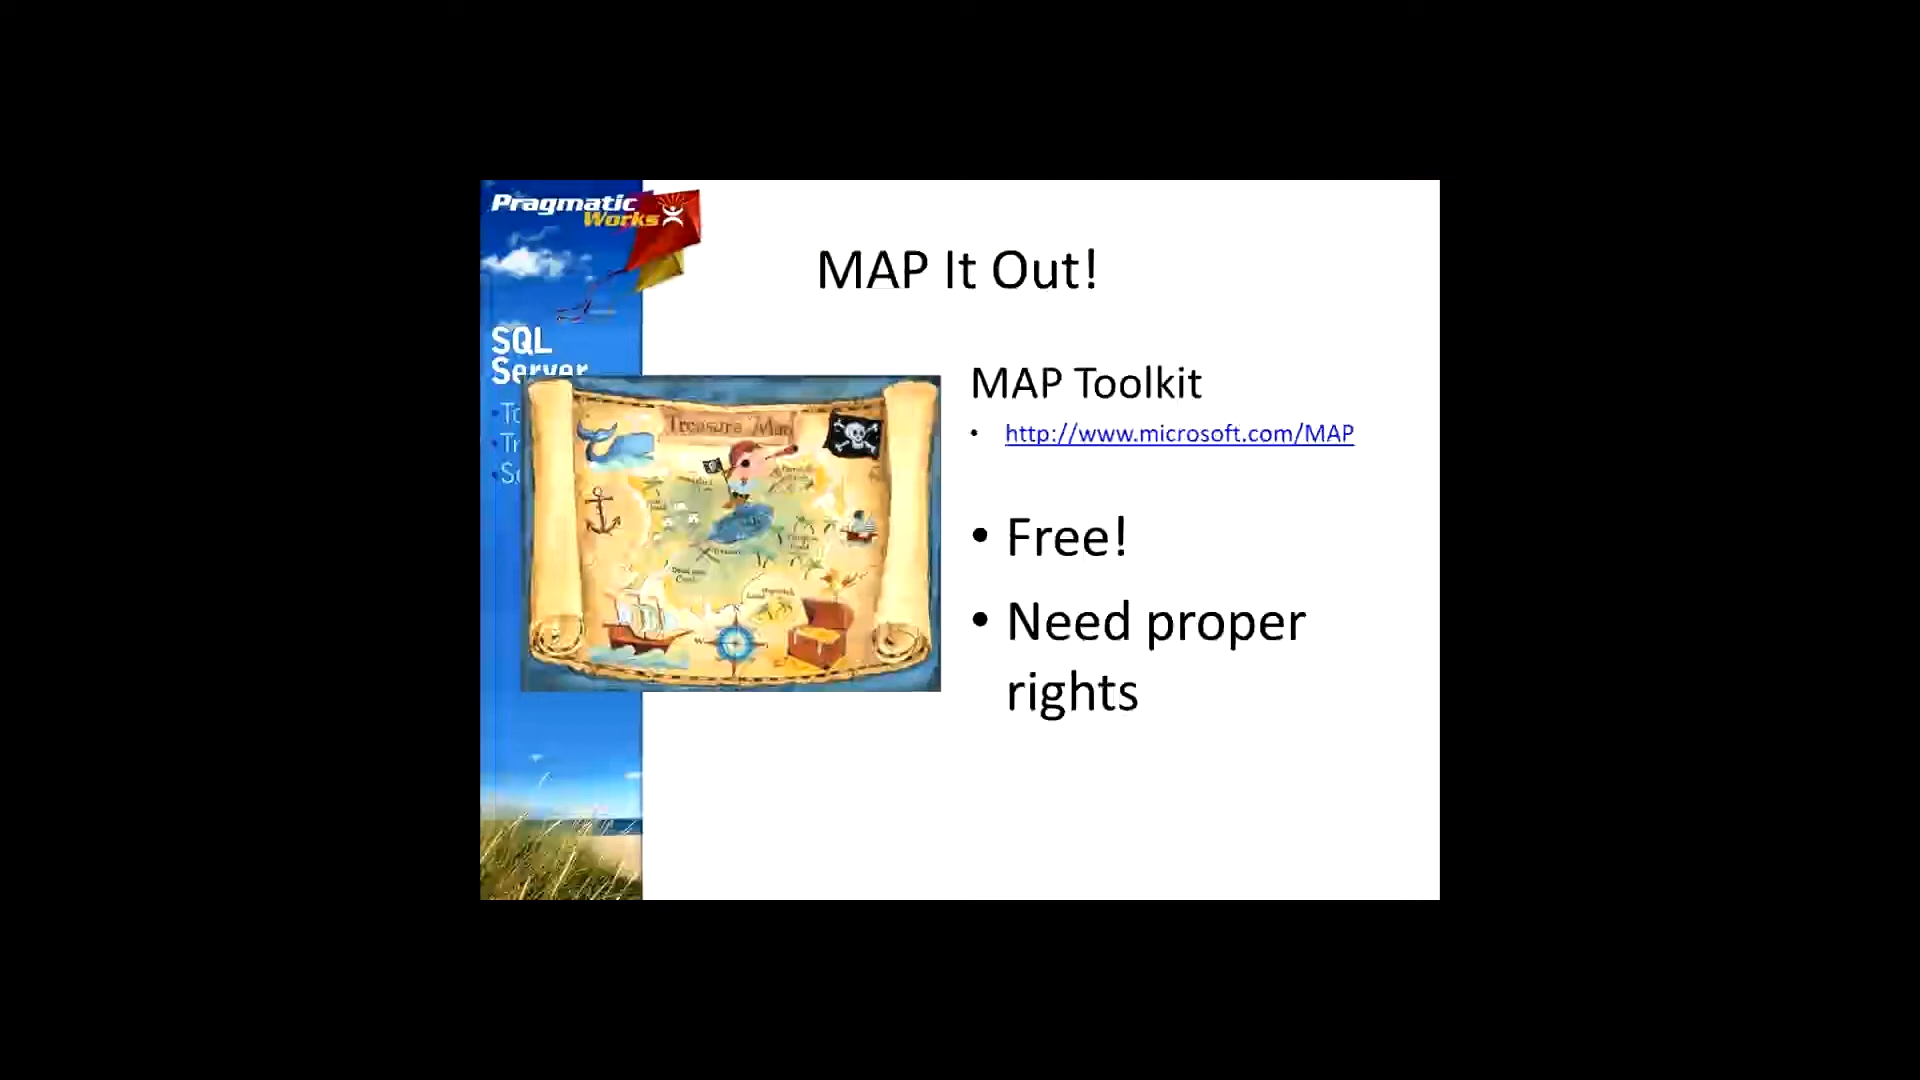 Pragmatic
Works
MAP It Out!
SQL
Server
MAP Toolkit
• http://www.microsoft.com/MAP
Treasure Map
• Free!
• Need proper
rights